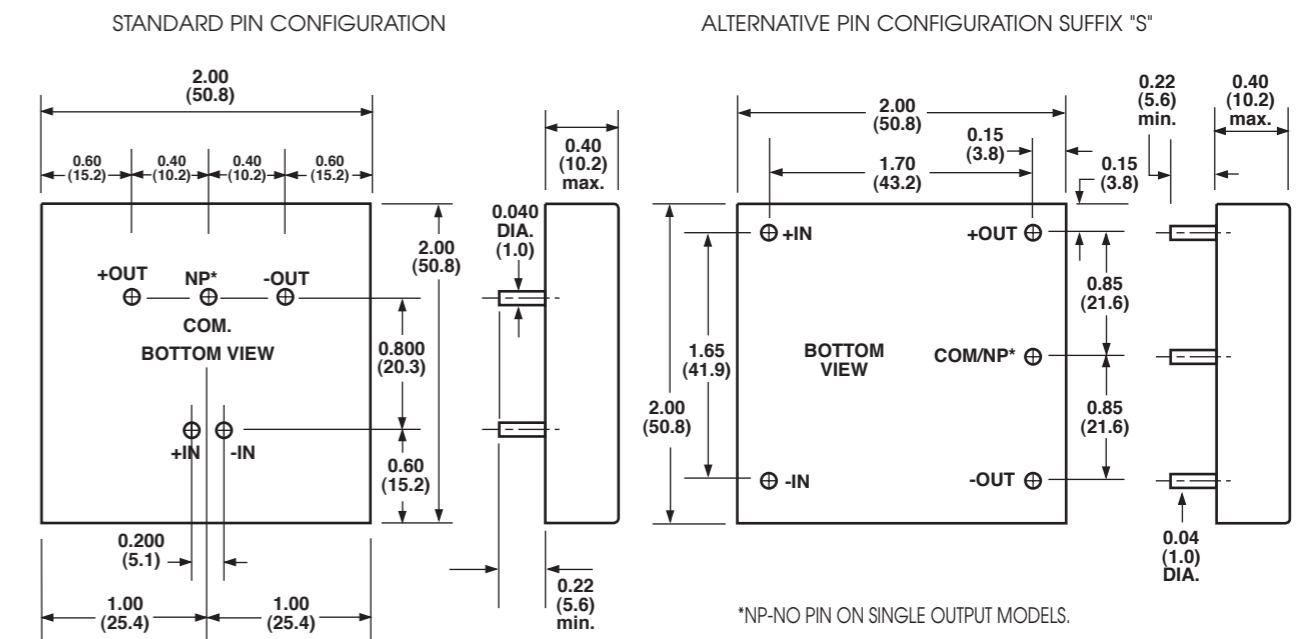 STANDARD PIN CONFIGURATION
2.00
(50.8)
0.60
(15.2)
0.40
(10.2)
0.40
(10.2)
0.60
(15.2)
0.40
(10.2)
max.
0.040
DIA.
(1.0)
2.00
(50.8)
+OUT
NP*
-OUT
COM.
BOTTOM VIEW
0.800
(20.3)
+IN
-IN
0.60
(15.2)
0.200
(5.1)
1.00
(25.4)
1.00
(25.4)
0.22
(5.6)
min.
ALTERNATIVE PIN CONFIGURATION SUFFIX "S"
2.00
(50.8)
0.15
(3.8)
1.70
(43.2)
0.15
(3.8)
0.22
(5.6)
min.
0.40
(10.2)
max.
+IN
+OUT
0.85
(21.6)
1.65
(41.9)
BOTTOM
VIEW
COM/NP*
2.00
(50.8)
0.85
(21.6)
-IN
-OUT
0.04
(1.0)
DIA.
*NP-NO PIN ON SINGLE OUTPUT MODELS.